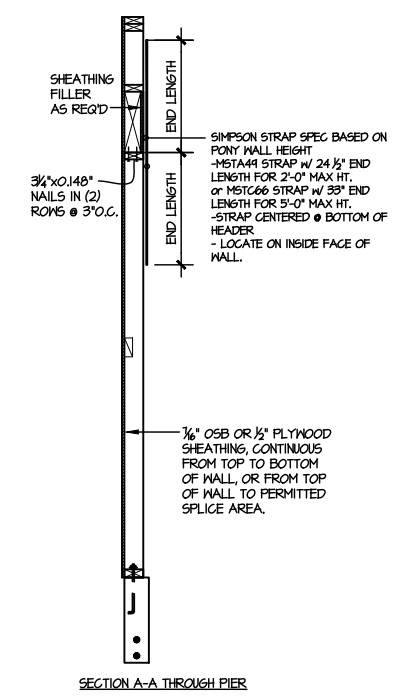 SHEATHING
FILLER
AS REQ'D
END LENGTH
SIMPSON STRAP SPEC BASED ON
PONY WALL HEIGHT
-MSTA49 STRAP W/ 24 ½" END
LENGTH FOR 2'-0" MAX HT.
or MSTC66 STRAP W/ 33" END
LENGTH FOR 5'-0" MAX HT.
-STRAP CENTERED @ BOTTOM OF
HEADER
- LOCATE ON INSIDE FACE OF
WALL.
3¼"x0.148"
NAILS IN (2)
ROWS @ 3"O.C.
END LENGTH
7/16" OSB OR ½" PLYWOOD
SHEATHING, CONTINUOUS
FROM TOP TO BOTTOM
OF WALL, OR FROM TOP
OF WALL TO PERMITTED
SPLICE AREA.
SECTION A-A THROUGH PIER